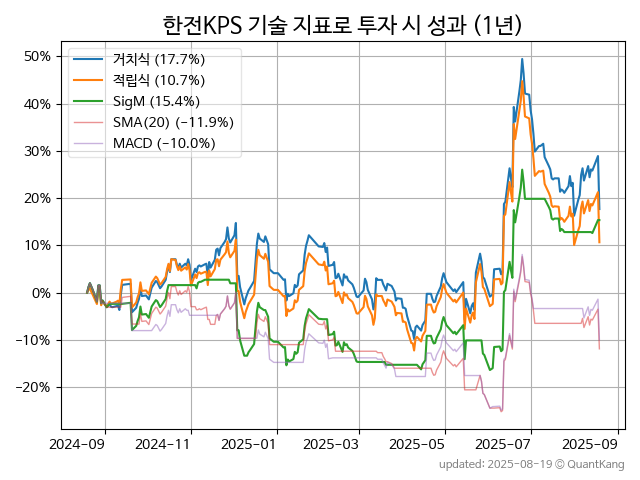 한전KPS 기술 지표로 투자 시 성과 (1년)
거치식 (17.7%)
적립식 (10.7%)
SigM (15.4%)
SMA(20) (−11.9%)
MACD (−10.0%)
50%
40%
30%
20%
10%
0%
−10%
−20%
2024-09 2024-11 2025-01 2025-03 2025-05 2025-07 2025-09
updated: 2025-08-19 © QuantKang